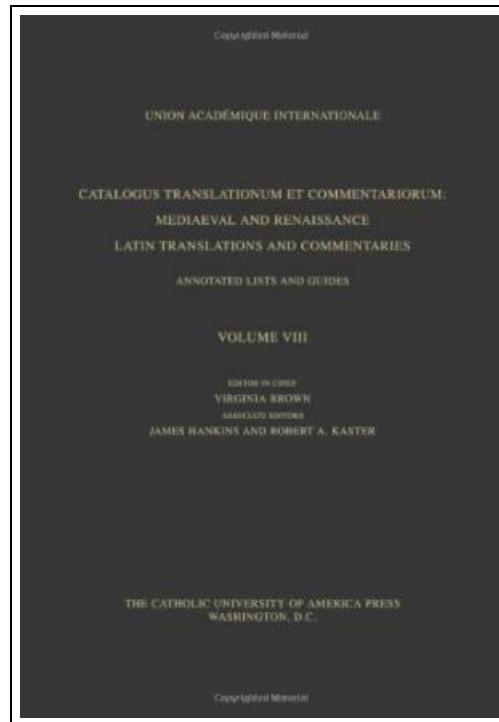 Copyrighted Material
UNION ACADÉMIQUE INTERNATIONALE
CATALOGUS TRANSLATIONUM ET COMMENTARIORUM:
MEDIAEVAL AND RENAISSANCE
LATIN TRANSLATIONS AND COMMENTARIES
ANNOTATED LISTS AND GUIDES
VOLUME VIII
EDITOR IN CHIEF
VIRGINIA BROWN
ASSOCIATE EDITORS
JAMES HANKINS AND ROBERT A. KASTER
THE CATHOLIC UNIVERSITY OF AMERICA PRESS
WASHINGTON, D.C.
Copyrighted Material